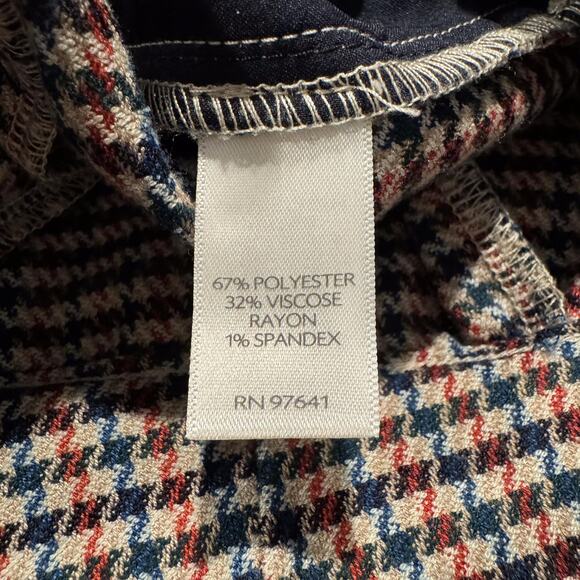 67% POLYESTER
32% VISCOSE
RAYON
1% SPANDEX
RN 97641